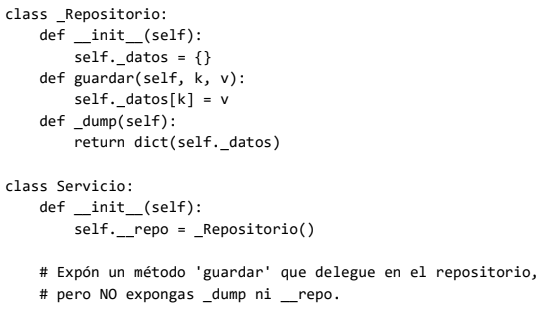 class _Repositorio:
    def __init__(self):
        self._datos = {}
    def guardar(self, k, v):
        self._datos[k] = v
    def _dump(self):
        return dict(self._datos)

class Servicio:
    def __init__(self):
        self.__repo = _Repositorio()

    # Expón un método 'guardar' que delegue en el repositorio,
    # pero NO expongas _dump ni __repo.